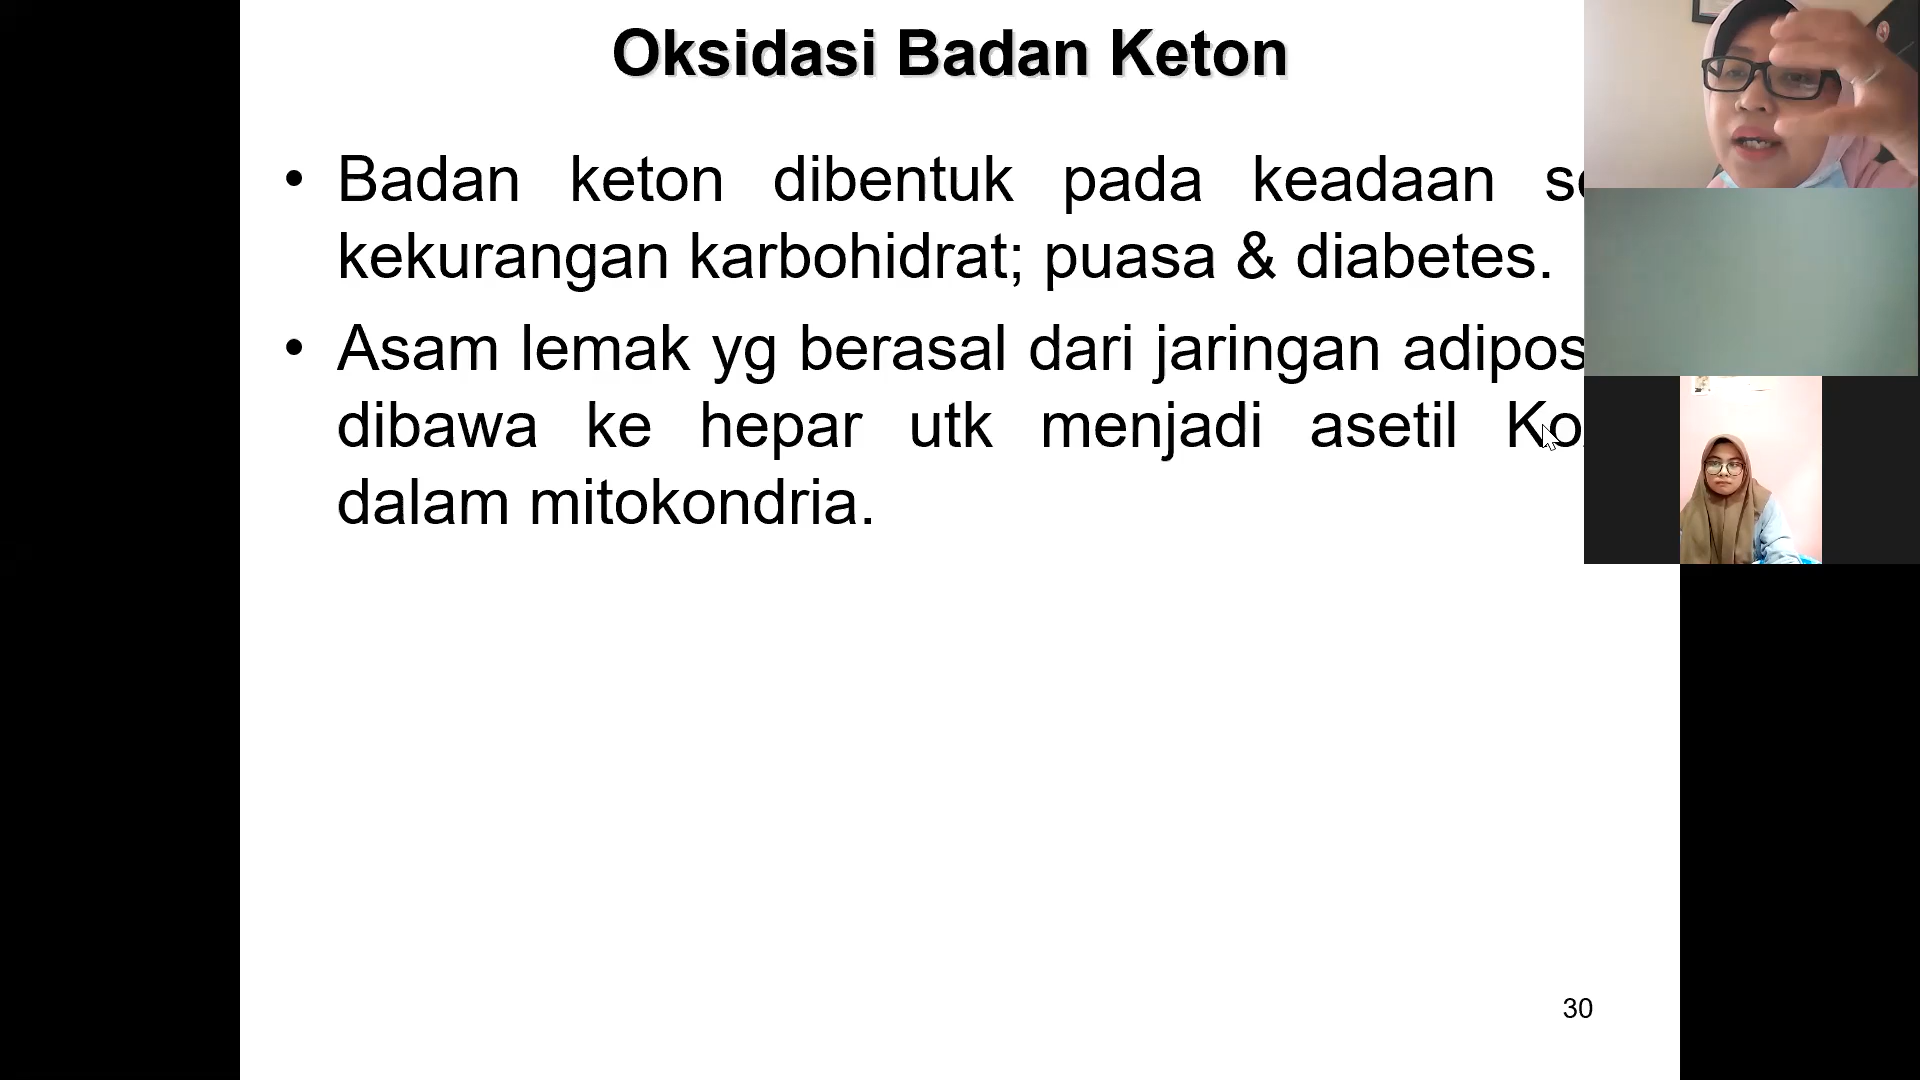 Oksidasi Badan Keton
• Badan keton dibentuk pada keadaan
kekurangan karbohidrat; puasa & diabetes.
• Asam lemak yg berasal dari jaringan adipos
dibawa ke hepar utk menjadi asetil
dalam mitokondria.
30